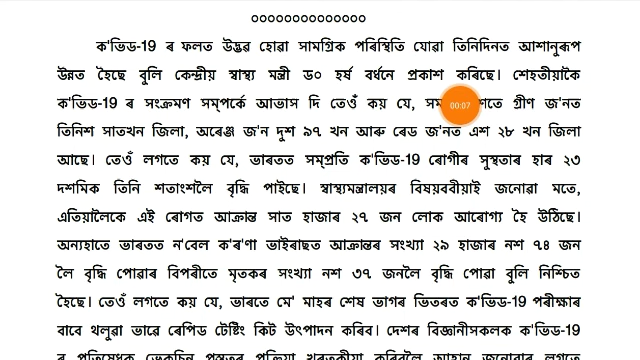 ००००००००००००००
ক'ভিড-19 ৰ ফলত উদ্ভৱ হোৱা সামগ্ৰিক পৰিস্থিতি যোৱা তিনিদিনত আশানুৰূপ
উন্নত হৈছে বুলি কেন্দ্ৰীয় স্বাস্থ্য মন্ত্ৰী ড০ হৰ্ষ বৰ্ধনে প্ৰকাশ কৰিছে। শেহতীয়াকৈ
ক'ভিড-19 ৰ সংক্ৰমণ সম্পৰ্কে আভাস দি তেওঁ কয় যে, গ্ৰীণ জ'নত
তিনিশ সাতখন জিলা, অৰেঞ্জ জ'ন দুশ ৯৭ খন আৰু ৰেড জ'নত এশ ২৮ খন জিলা
আছে। তেওঁ লগতে কয় যে, ভাৰতত সম্প্ৰতি ক'ভিড-19 ৰোগীৰ সুস্থতাৰ হাৰ ২৩
দশমিক তিনি শতাংশলৈ বৃদ্ধি পাইছে। স্বাস্থ্যমন্ত্ৰালয়ৰ বিষয়ববীয়াই জনোৱা মতে,
এতিয়ালৈকে এই ৰোগত আক্ৰান্ত সাত হাজাৰ ২৭ জন লোক আৰোগ্য হৈ উঠিছে।
অন্যহাতে ভাৰতত ন'বেল ক'ৰ'ণা ভাইৰাছত আক্ৰান্তৰ সংখ্যা ২৯ হাজাৰ নশ ৭৪ জন
লৈ বৃদ্ধি পোৱাৰ বিপৰীতে মৃতকৰ সংখ্যা নশ ৩৭ জনলৈ বৃদ্ধি পোৱা বুলি নিশ্চিত
হৈছে। তেওঁ লগতে কয় যে, ভাৰতে মে' মাহৰ শেষ ভাগৰ ভিতৰত ক'ভিড-19 পৰীক্ষাৰ
বাবে থলুৱা ভাৱে ৰেপিড টেষ্টিং কিট উৎপাদন কৰিব। দেশৰ বিজ্ঞানীসকলক ক'ভিড-19
00:07